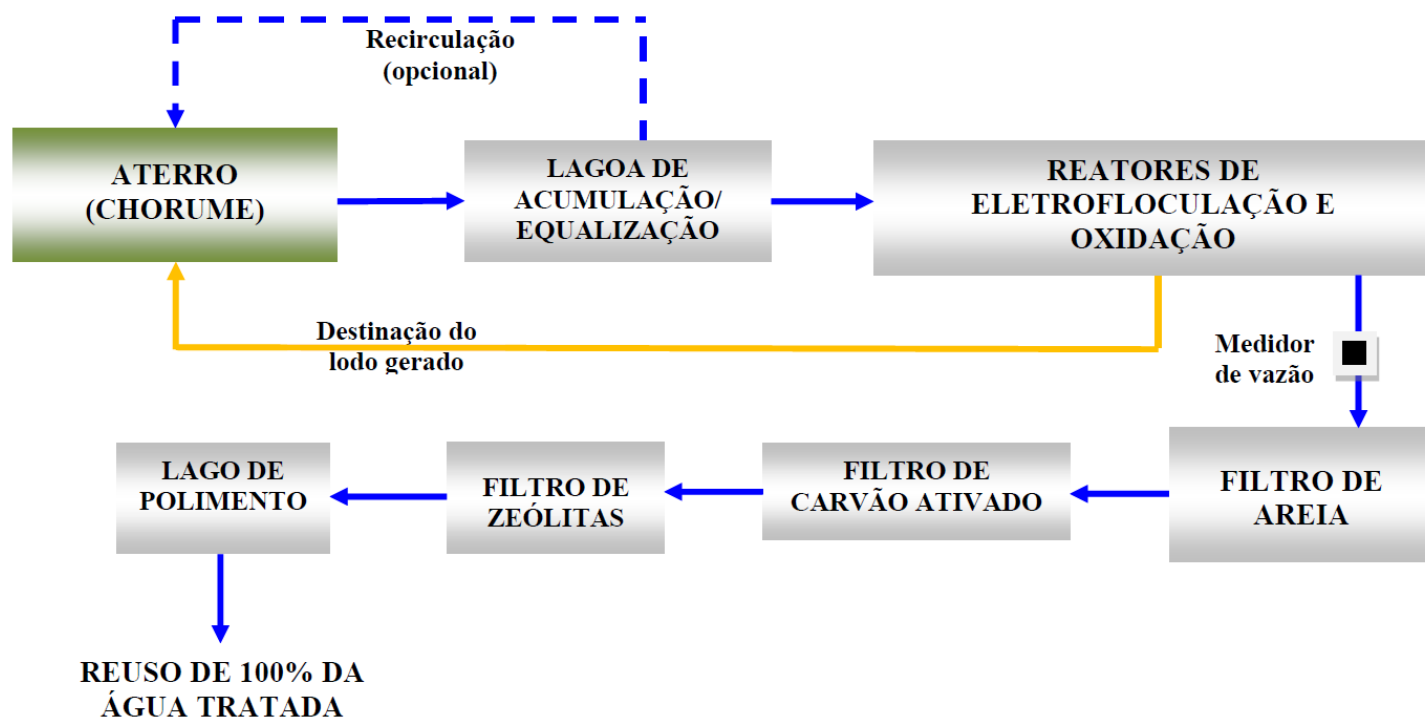 Recirculação
(opcional)
ATERRO
(CHORUME)
LAGOA DE
ACUMULAÇÃO/
EQUALIZAÇÃO
REATORES DE
ELETROFLOCULAÇÃO E
OXIDAÇÃO
Destinação do
lodo gerado
Medidor
de vazão
LAGO DE
POLIMENTO
FILTRO DE
ZEÓLITAS
FILTRO DE
CARVÃO ATIVADO
FILTRO DE
AREIA
REUSO DE 100% DA
ÁGUA TRATADA